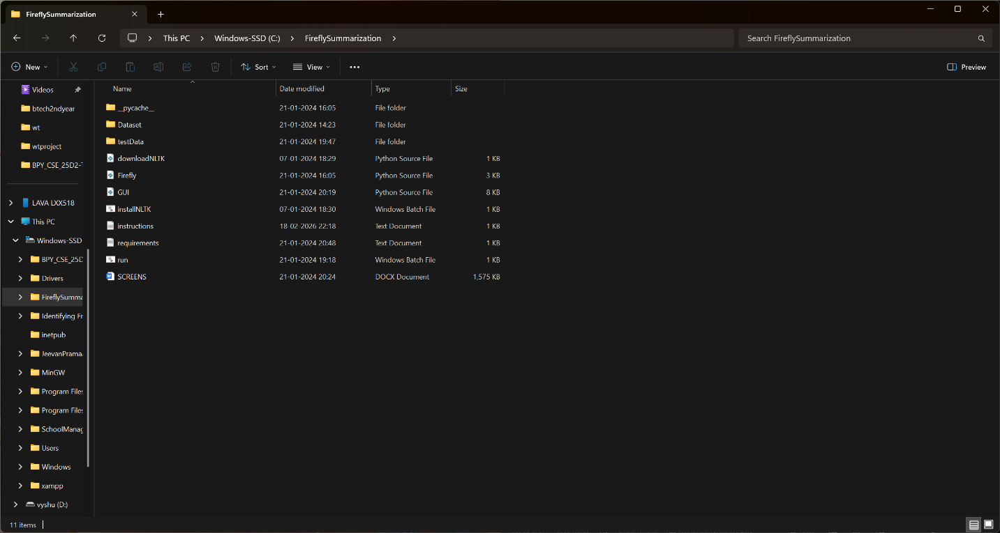 FireflySummarization
This PC Windows-SSD (C:) FireflySummarization Search FireflySummarization
New Sort View Preview
Videos
btech2ndyear
wt
wtproject
BPY_CSE_25D2-T
LAVA LXX518
This PC
Windows-SSD
BPY_CSE_25D
Drivers
FireflySumma
Identifying Fr
inetpub
JeevanPrama
MinGW
Program Files
Program Files
SchoolManag
Users
Windows
xampp
vyshu (D:)
Name Date modified Type Size
__pycache__ 21-01-2024 16:05 File folder
Dataset 21-01-2024 14:23 File folder
testData 21-01-2024 19:47 File folder
downloadNLTK 07-01-2024 18:29 Python Source File 1 KB
Firefly 21-01-2024 16:05 Python Source File 3 KB
GUI 21-01-2024 20:19 Python Source File 8 KB
installNLTK 07-01-2024 18:30 Windows Batch File 1 KB
instructions 18-02-2026 22:18 Text Document 1 KB
requirements 21-01-2024 20:48 Text Document 1 KB
run 21-01-2024 19:18 Windows Batch File 1 KB
SCREENS 21-01-2024 20:24 DOCX Document 1,575 KB
11 items